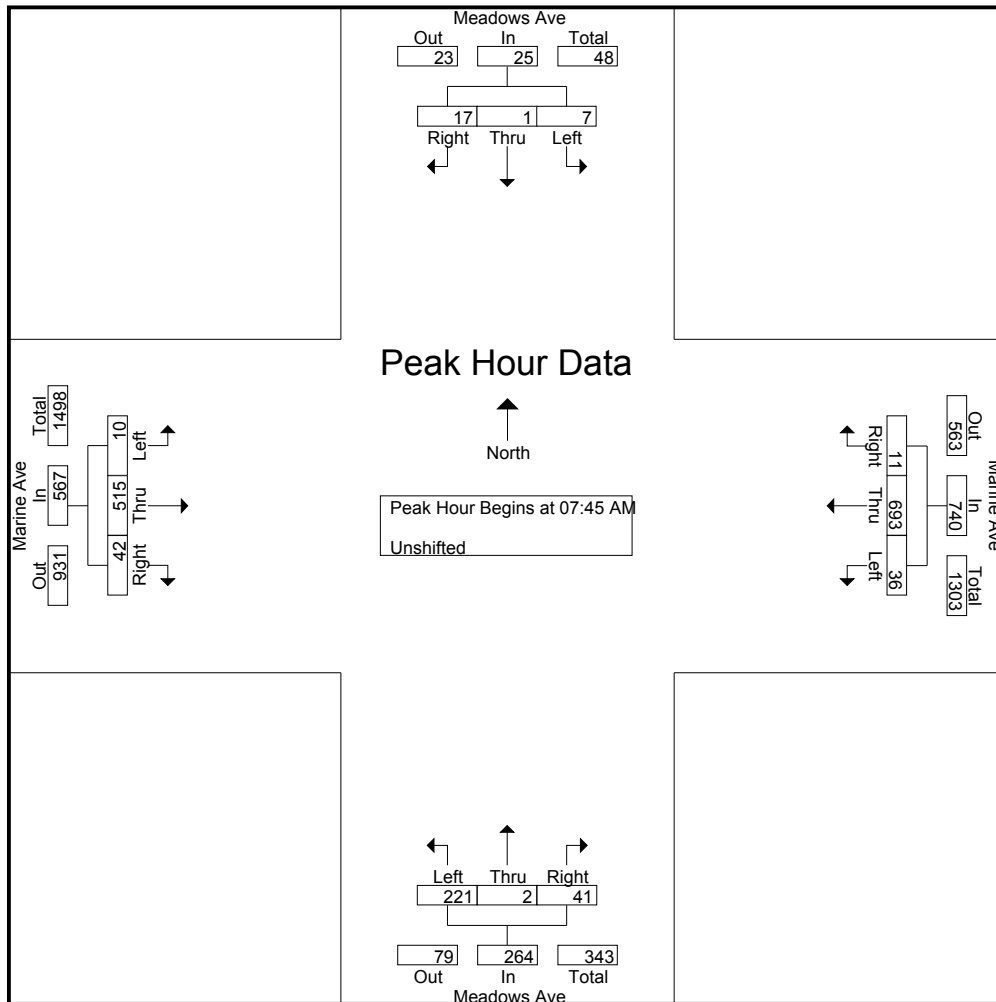 Meadows Ave
Out In Total
23 25 48
17 1 7
Right Thru Left
Peak Hour Data
North
Peak Hour Begins at 07:45 AM
Unshifted
Marine Ave
Out In Total
931 567 1498
10 515 42
Left Thru Right
Marine Ave
Out In Total
563 740 1303
11 693 36
Right Thru Left
Left Thru Right
221 2 41
79 264 343
Out In Total
Meadows Ave